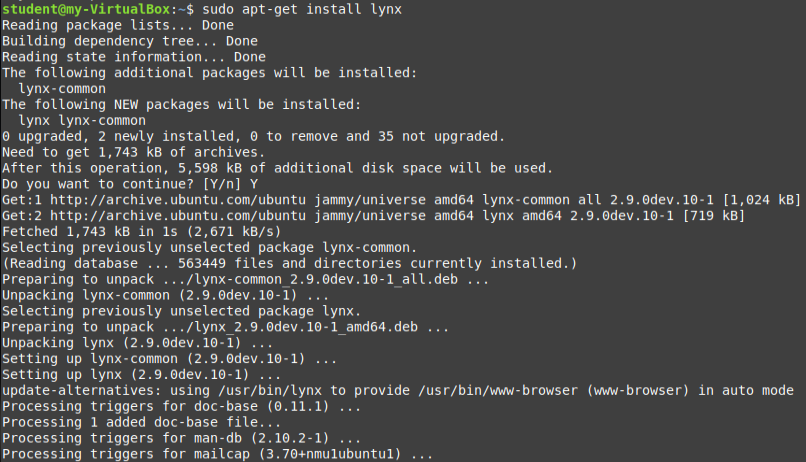 student@my-VirtualBox:~$ sudo apt-get install lynx
Reading package lists... Done
Building dependency tree... Done
Reading state information... Done
The following additional packages will be installed:
  lynx-common
The following NEW packages will be installed:
  lynx lynx-common
0 upgraded, 2 newly installed, 0 to remove and 35 not upgraded.
Need to get 1,743 kB of archives.
After this operation, 5,598 kB of additional disk space will be used.
Do you want to continue? [Y/n] Y
Get:1 http://archive.ubuntu.com/ubuntu jammy/universe amd64 lynx-common all 2.9.0dev.10-1 [1,024 kB]
Get:2 http://archive.ubuntu.com/ubuntu jammy/universe amd64 lynx amd64 2.9.0dev.10-1 [719 kB]
Fetched 1,743 kB in 1s (2,671 kB/s)
Selecting previously unselected package lynx-common.
(Reading database ... 563449 files and directories currently installed.)
Preparing to unpack .../lynx-common_2.9.0dev.10-1_all.deb ...
Unpacking lynx-common (2.9.0dev.10-1) ...
Selecting previously unselected package lynx.
Preparing to unpack .../lynx_2.9.0dev.10-1_amd64.deb ...
Unpacking lynx (2.9.0dev.10-1) ...
Setting up lynx-common (2.9.0dev.10-1) ...
Setting up lynx (2.9.0dev.10-1) ...
update-alternatives: using /usr/bin/lynx to provide /usr/bin/www-browser (www-browser) in auto mode
Processing triggers for doc-base (0.11.1) ...
Processing 1 added doc-base file...
Processing triggers for man-db (2.10.2-1) ...
Processing triggers for mailcap (3.70+nmu1ubuntu1) ...